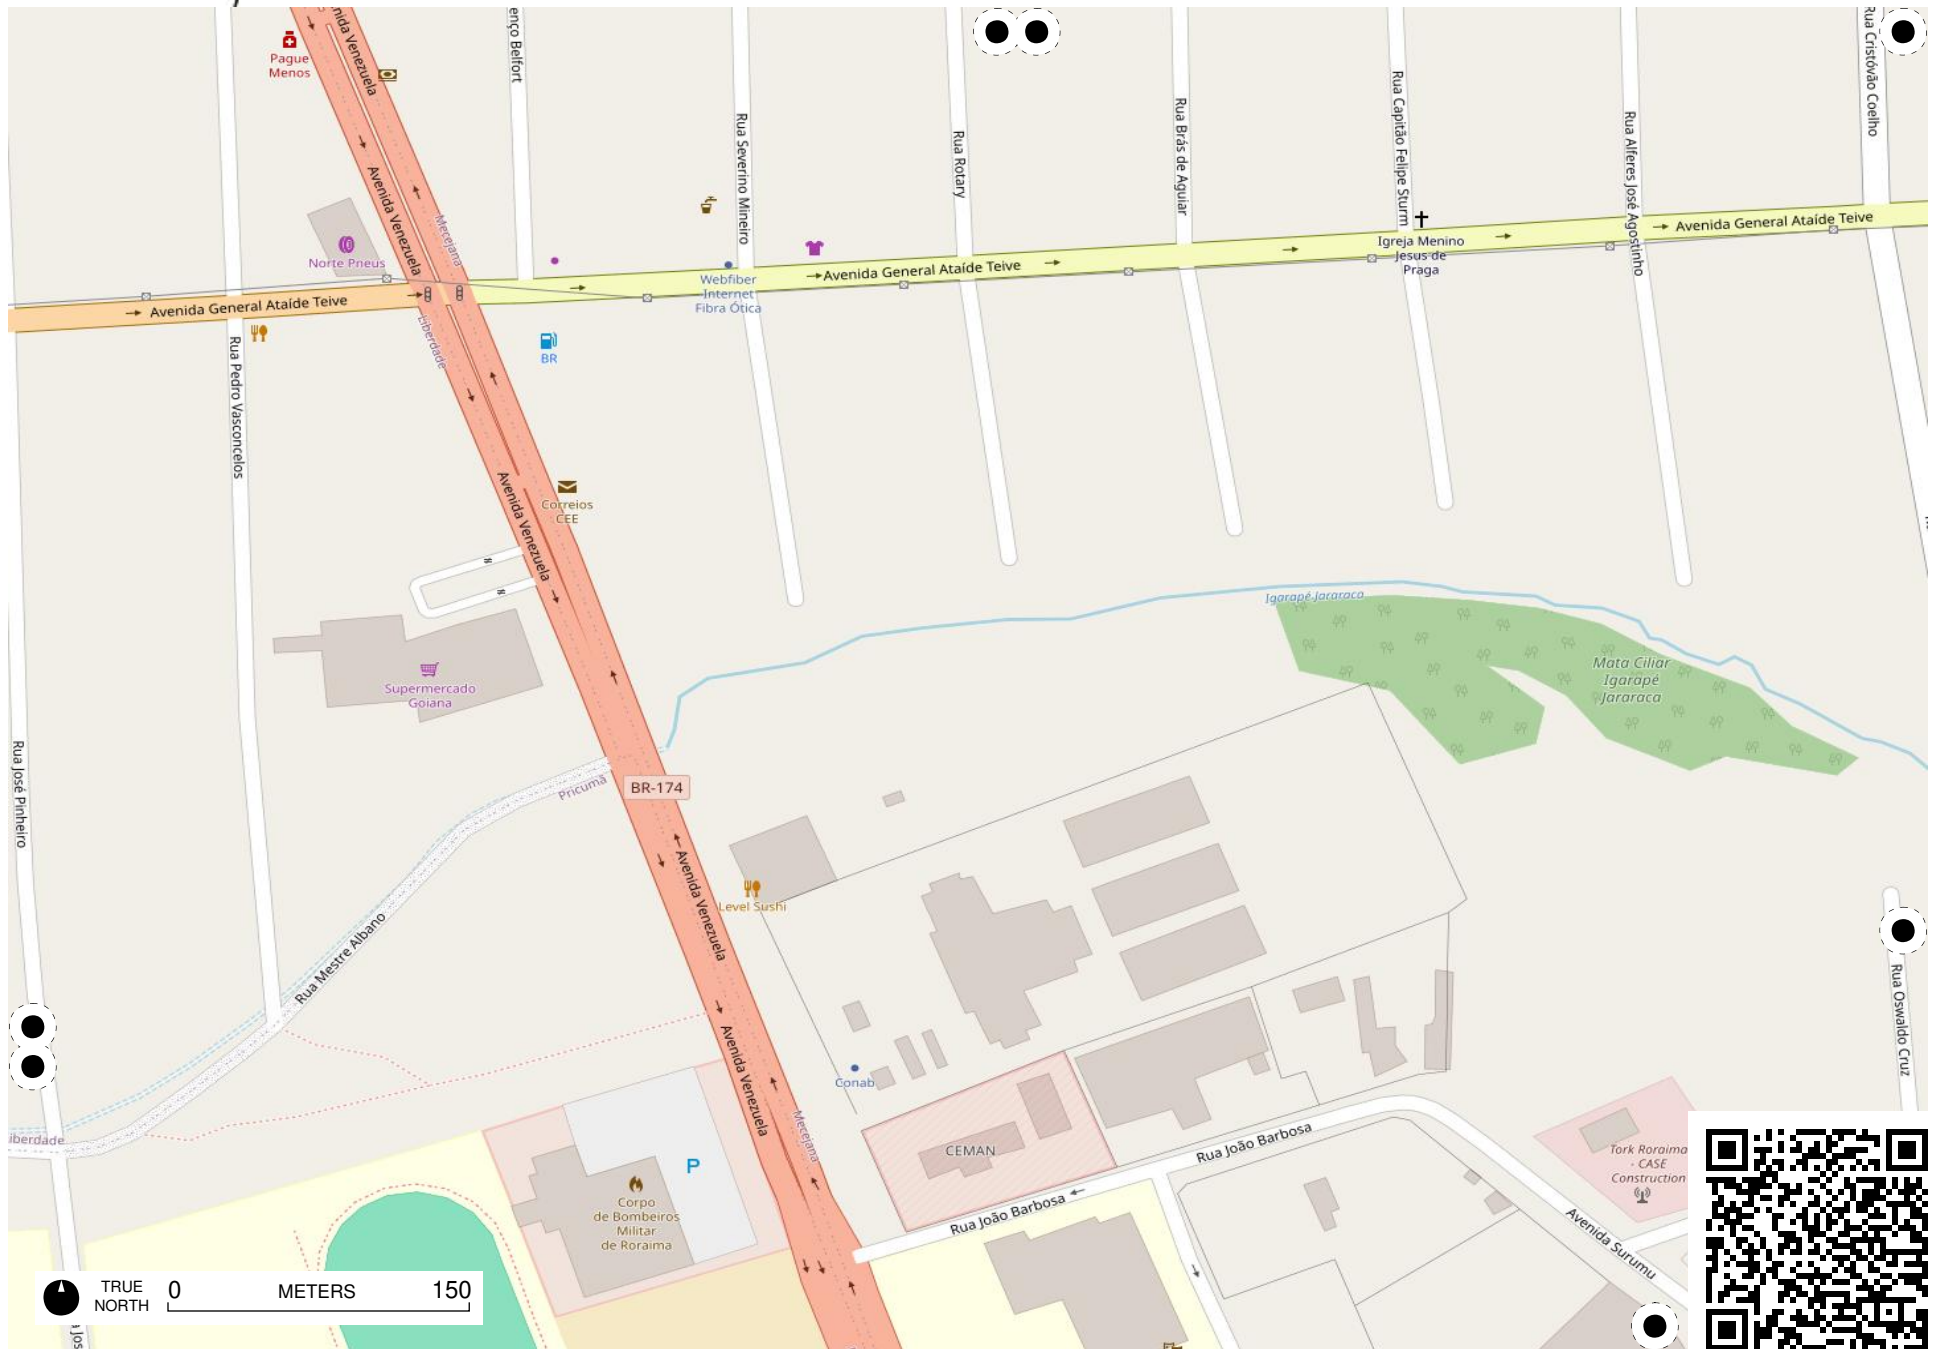 Avenida Venezuela
Pague
Menos
enço Belfort
Rua Cristóvão Coelho
Rua Severino Mineiro
Rua Rotary
Rua Brás de Aguiar
Rua Capitão Felipe Sturm
Rua Alferes José Agostinho
Avenida Venezuela
Mecejana
Norte Pneus
Avenida General Ataíde Teive
Avenida General Ataíde Teive
Avenida General Ataíde Teive
Igreja Menino
Jesus de
Praga
Webfiber
Internet
Fibra Ótica
Liberdade
BR
Rua Pedro Vasconcelos
Correios
CEE
Avenida Venezuela
Igarapé Jararaca
Mata Ciliar
Igarapé
Jararaca
Supermercado
Goiana
Rua José Pinheiro
Pricumã
BR-174
Avenida Venezuela
Level Sushi
Rua Mestre Albano
Rua Oswaldo Cruz
Avenida Venezuela
Conab
Mecejana
iberdade
CEMAN
Rua João Barbosa
Rua João Barbosa
P
Corpo
de Bombeiros
Militar
de Roraima
Tork Roraima
- CASE
Construction
Avenida Surumu
TRUE
NORTH
0
METERS
150